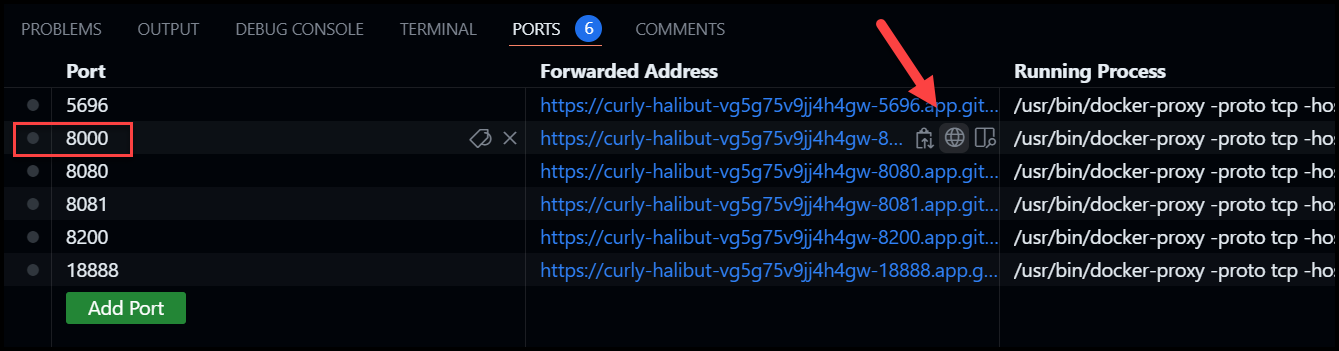 PROBLEMS OUTPUT DEBUG CONSOLE TERMINAL PORTS 6 COMMENTS
Port Forwarded Address Running Process
5696 https://curly-halibut-vg5g75v9jj4h4gw-5696.app.git... /usr/bin/docker-proxy -proto tcp -hos
8000 https://curly-halibut-vg5g75v9jj4h4gw-8... /usr/bin/docker-proxy -proto tcp -hos
8080 https://curly-halibut-vg5g75v9jj4h4gw-8080.app.git... /usr/bin/docker-proxy -proto tcp -hos
8081 https://curly-halibut-vg5g75v9jj4h4gw-8081.app.git... /usr/bin/docker-proxy -proto tcp -hos
8200 https://curly-halibut-vg5g75v9jj4h4gw-8200.app.git... /usr/bin/docker-proxy -proto tcp -hos
18888 https://curly-halibut-vg5g75v9jj4h4gw-18888.app.g... /usr/bin/docker-proxy -proto tcp -hos
Add Port